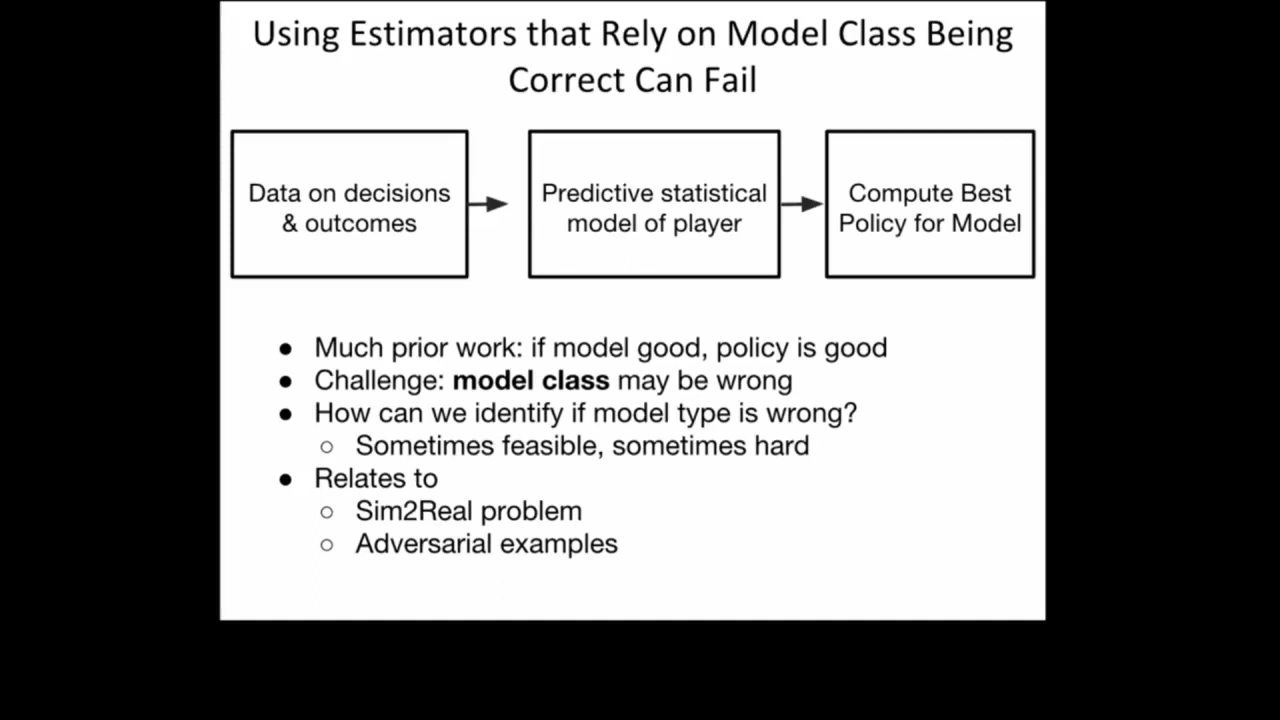 Using Estimators that Rely on Model Class Being
Correct Can Fail
Data on decisions
& outcomes
Predictive statistical
model of player
Compute Best
Policy for Model
● Much prior work: if model good, policy is good
● Challenge: model class may be wrong
● How can we identify if model type is wrong?
○ Sometimes feasible, sometimes hard
● Relates to
○ Sim2Real problem
○ Adversarial examples